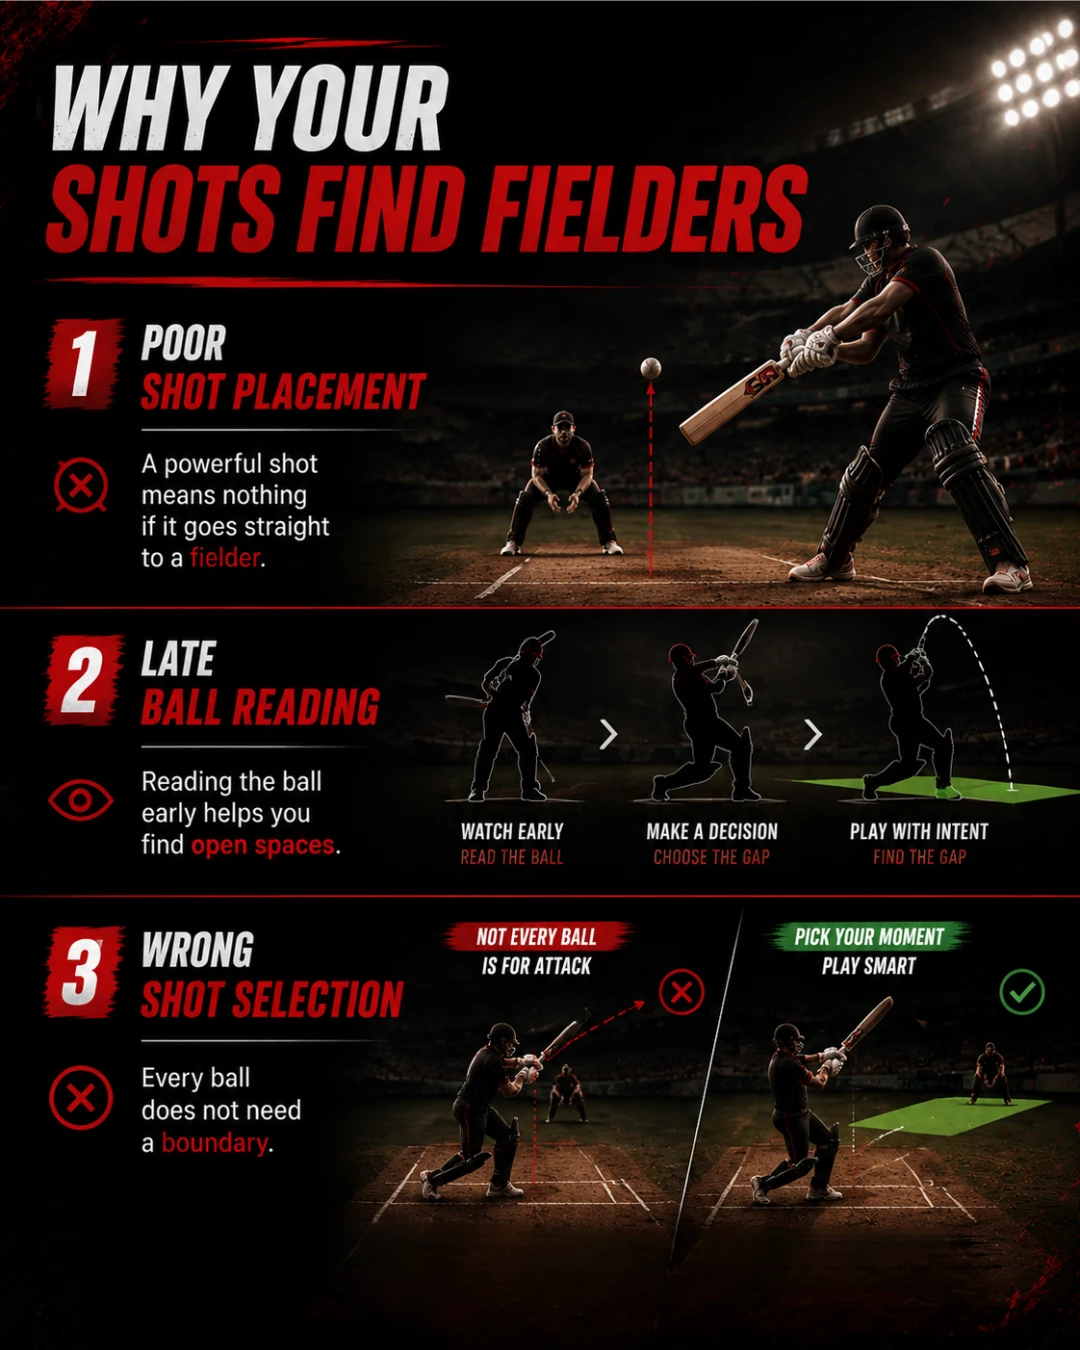 WHY YOUR
SHOTS FIND FIELDERS
1
POOR
SHOT PLACEMENT
A powerful shot
means nothing
if it goes straight
to a fielder.
2
LATE
BALL READING
Reading the ball
early helps you
find open spaces.
WATCH EARLY
READ THE BALL
MAKE A DECISION
CHOOSE THE GAP
PLAY WITH INTENT
FIND THE GAP
3
WRONG
SHOT SELECTION
Every ball
does not need
a boundary.
NOT EVERY BALL
IS FOR ATTACK
PICK YOUR MOMENT
PLAY SMART